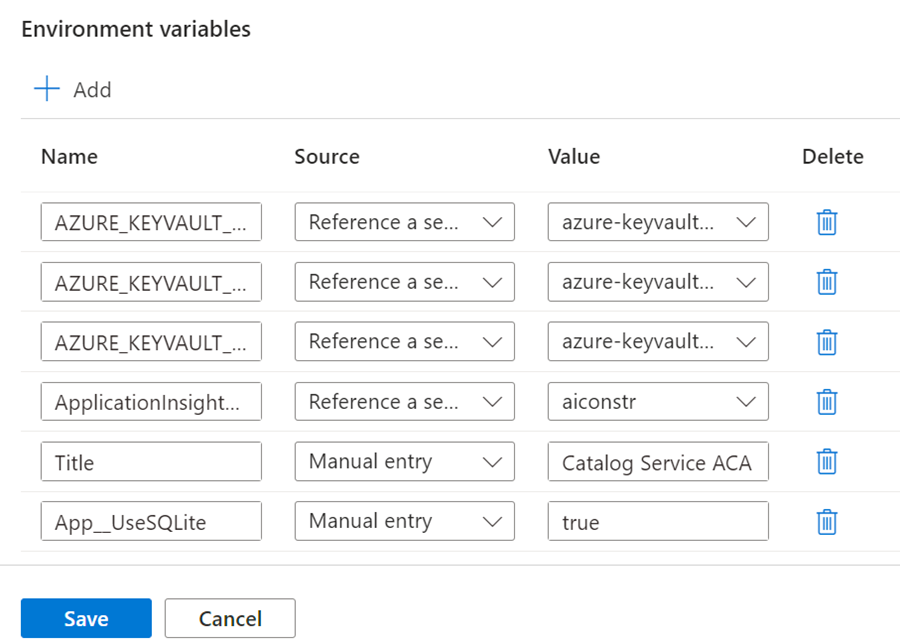 Environment variables
Add
Name Source Value Delete
AZURE_KEYVAULT_... Reference a se... azure-keyvault...
AZURE_KEYVAULT_... Reference a se... azure-keyvault...
AZURE_KEYVAULT_... Reference a se... azure-keyvault...
ApplicationInsight... Reference a se... aiconstr
Title Manual entry Catalog Service ACA
App__UseSQLite Manual entry true
Save Cancel